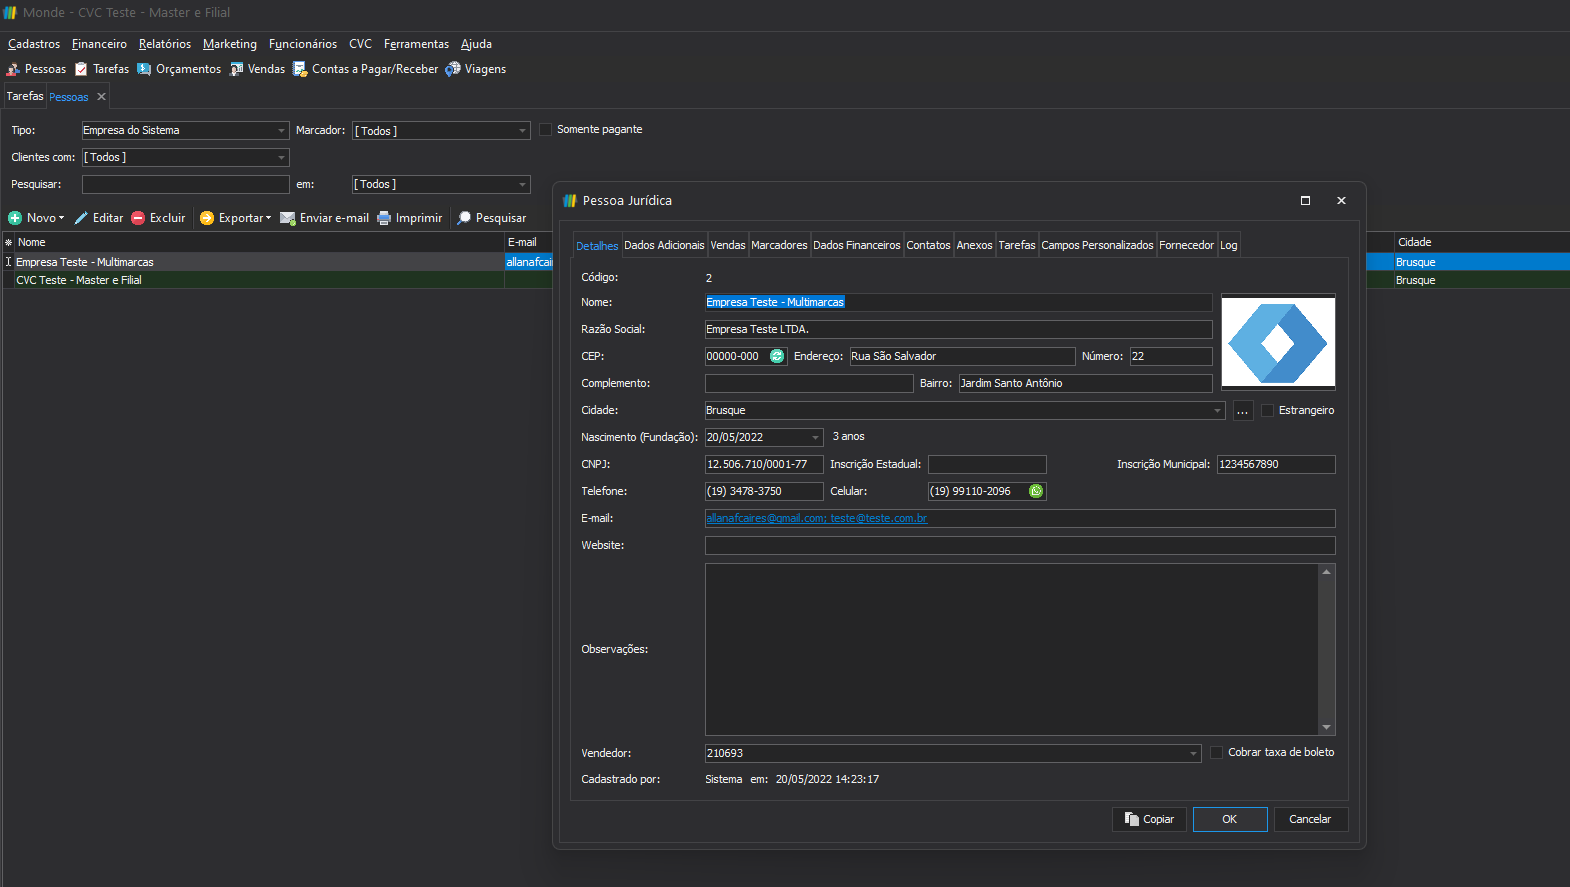 Monde - CVC Teste - Master e Filial
Cadastros Financeiro Relatórios Marketing Funcionários CVC Ferramentas Ajuda
Pessoas Tarefas Orçamentos Vendas Contas a Pagar/Receber Viagens
Tarefas Pessoas
Tipo: Empresa do Sistema Marcador: [ Todos ] Somente pagante
Clientes com: [ Todos ]
Pesquisar: em: [ Todos ]
Novo Editar Excluir Exportar Enviar e-mail Imprimir Pesquisar
Nome E-mail Cidade
Empresa Teste - Multimarcas allanafcai Brusque
CVC Teste - Master e Filial Brusque
Pessoa Jurídica
Detalhes Dados Adicionais Vendas Marcadores Dados Financeiros Contatos Anexos Tarefas Campos Personalizados Fornecedor Log
Código: 2
Nome: Empresa Teste - Multimarcas
Razão Social: Empresa Teste LTDA.
CEP: 00000-000 Endereço: Rua São Salvador Número: 22
Complemento: Bairro: Jardim Santo Antônio
Cidade: Brusque ... Estrangeiro
Nascimento (Fundação): 20/05/2022 3 anos
CNPJ: 12.506.710/0001-77 Inscrição Estadual: Inscrição Municipal: 1234567890
Telefone: (19) 3478-3750 Celular: (19) 99110-2096
E-mail: allanafcaires@gmail.com; teste@teste.com.br
Website:
Observações:
Vendedor: 210693 Cobrar taxa de boleto
Cadastrado por: Sistema em: 20/05/2022 14:23:17
Copiar OK Cancelar